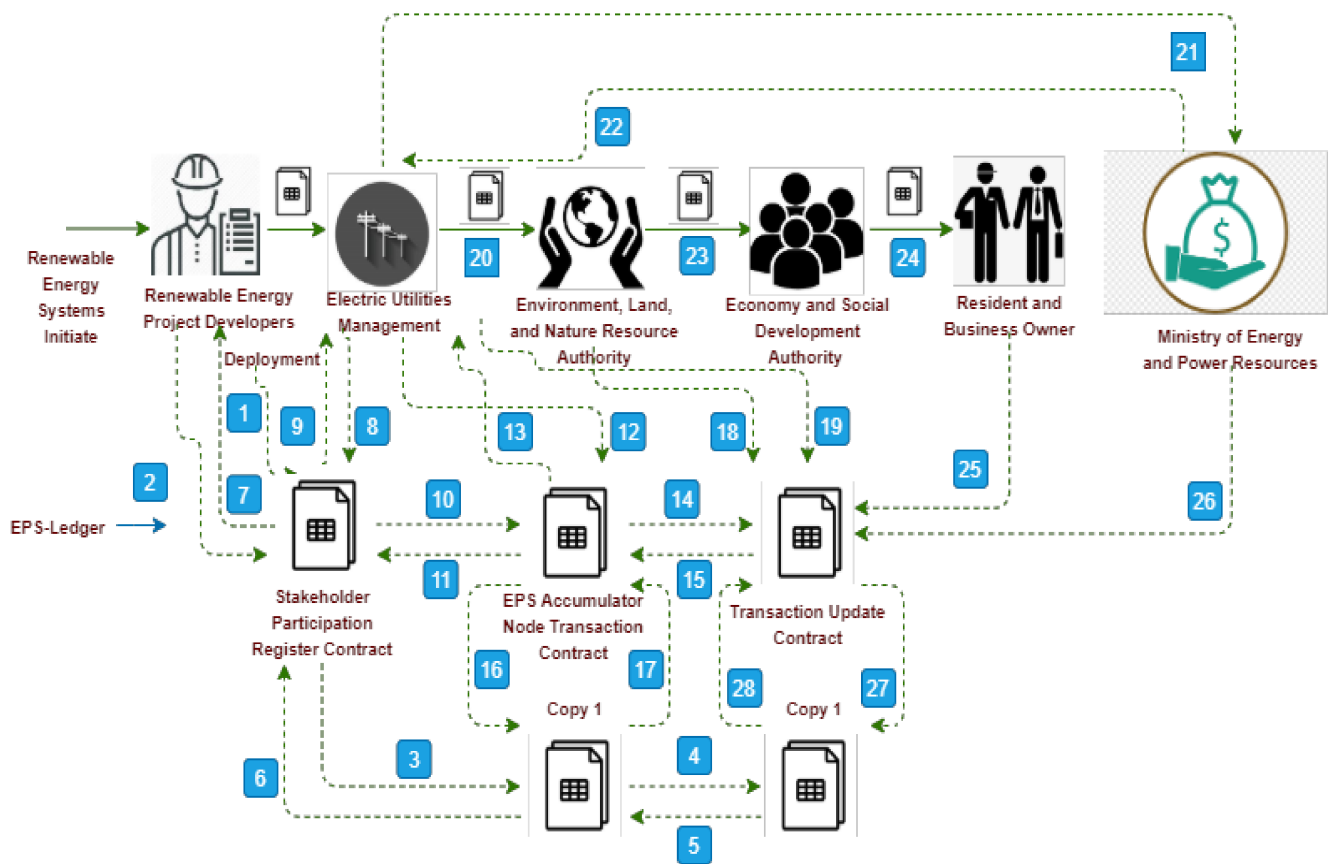 21
22
20
23
24
Renewable
Energy
Systems
Initiate
Renewable Energy
Project Developers
Electric Utilities
Management
Environment, Land,
and Nature Resource
Authority
Economy and Social
Development
Authority
Resident and
Business Owner
$
Ministry of Energy
and Power Resources
Deployment
1
9
8
13
12
18
19
2
7
10
14
25
26
EPS-Ledger
11
15
Stakeholder
Participation
Register Contract
EPS Accumulator
Node Transaction
Contract
Transaction Update
Contract
16
17
28
27
Copy 1
Copy 1
6
3
4
5